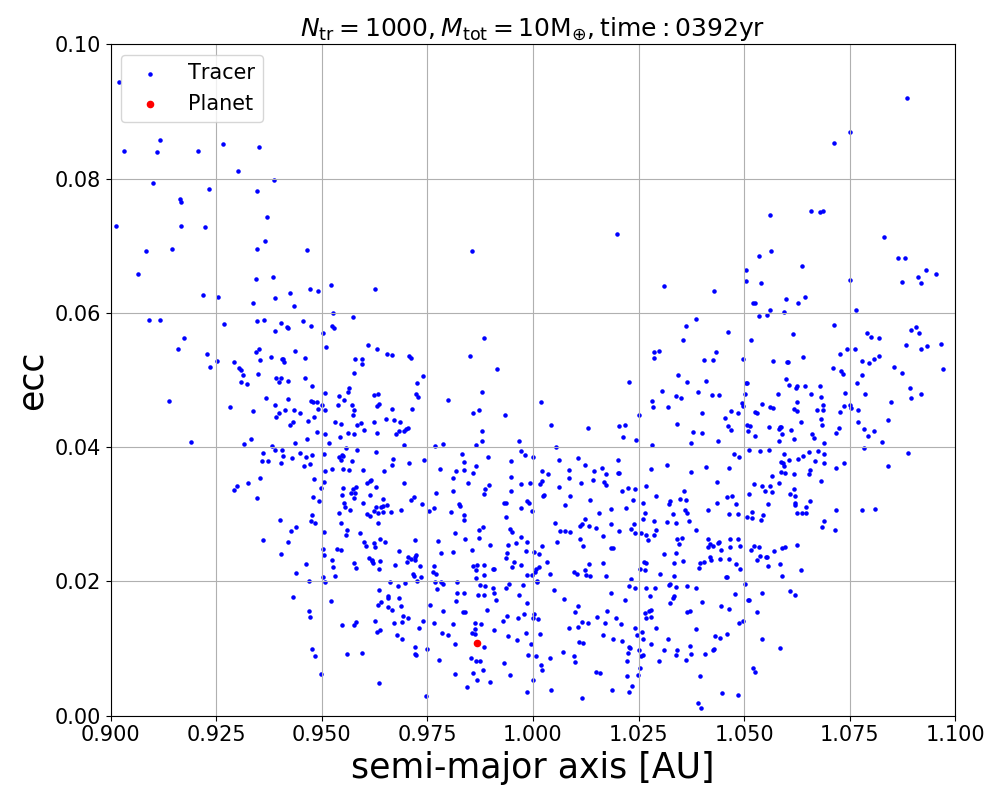 N_tr = 1000, M_tot = 10M_⊕, time : 0392yr
Tracer
Planet
0.10
0.08
0.06
0.04
0.02
0.00
ecc
0.900 0.925 0.950 0.975 1.000 1.025 1.050 1.075 1.100
semi-major axis [AU]